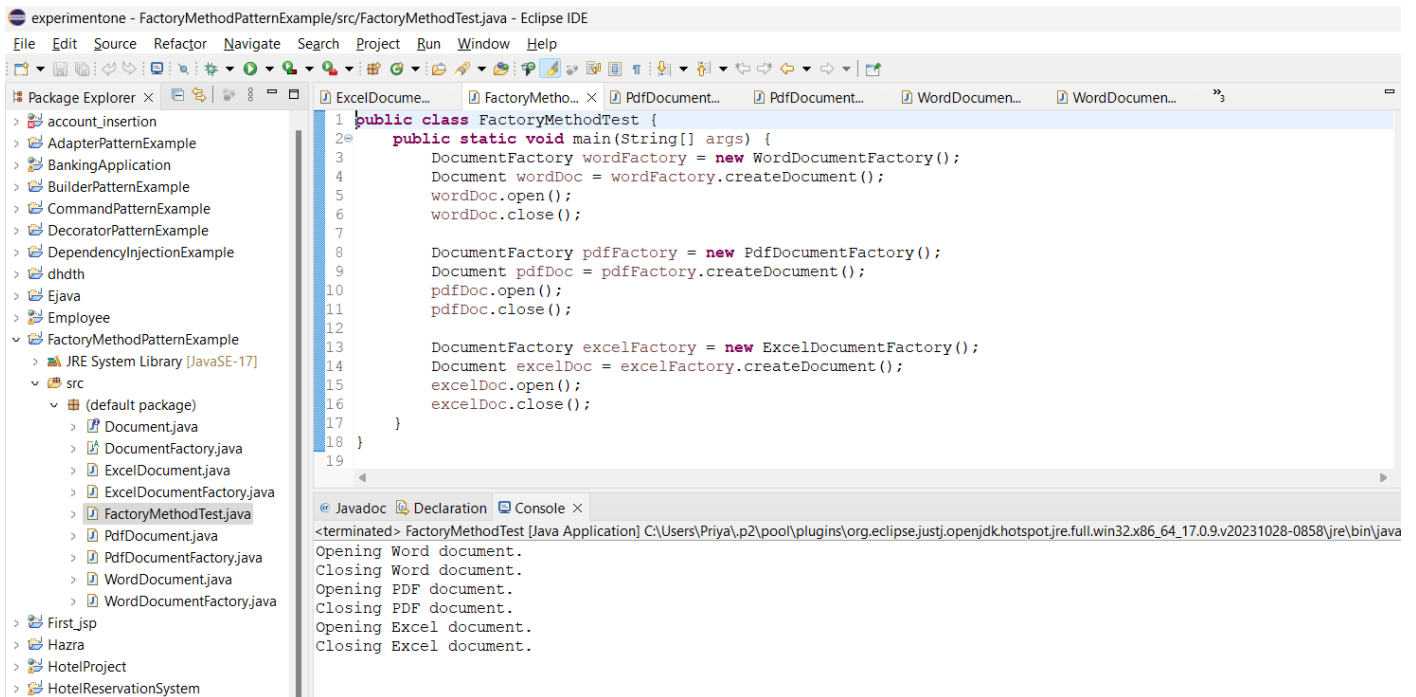 experimentone - FactoryMethodPatternExample/src/FactoryMethodTest.java - Eclipse IDE
File Edit Source Refactor Navigate Search Project Run Window Help
Package Explorer
account_insertion
AdapterPatternExample
BankingApplication
BuilderPatternExample
CommandPatternExample
DecoratorPatternExample
DependencyInjectionExample
dhdth
Ejava
Employee
FactoryMethodPatternExample
JRE System Library [JavaSE-17]
src
(default package)
Document.java
DocumentFactory.java
ExcelDocument.java
ExcelDocumentFactory.java
FactoryMethodTest.java
PdfDocument.java
PdfDocumentFactory.java
WordDocument.java
WordDocumentFactory.java
First_jsp
Hazra
HotelProject
HotelReservationSystem
ExcelDocume... FactoryMetho... PdfDocument... PdfDocument... WordDocumen... WordDocumen... »3
1 public class FactoryMethodTest {
2 public static void main(String[] args) {
3 DocumentFactory wordFactory = new WordDocumentFactory();
4 Document wordDoc = wordFactory.createDocument();
5 wordDoc.open();
6 wordDoc.close();
7
8 DocumentFactory pdfFactory = new PdfDocumentFactory();
9 Document pdfDoc = pdfFactory.createDocument();
10 pdfDoc.open();
11 pdfDoc.close();
12
13 DocumentFactory excelFactory = new ExcelDocumentFactory();
14 Document excelDoc = excelFactory.createDocument();
15 excelDoc.open();
16 excelDoc.close();
17 }
18 }
19
@ Javadoc Declaration Console
<terminated> FactoryMethodTest [Java Application] C:\Users\Priya\.p2\pool\plugins\org.eclipse.justj.openjdk.hotspot.jre.full.win32.x86_64_17.0.9.v20231028-0858\jre\bin\java
Opening Word document.
Closing Word document.
Opening PDF document.
Closing PDF document.
Opening Excel document.
Closing Excel document.